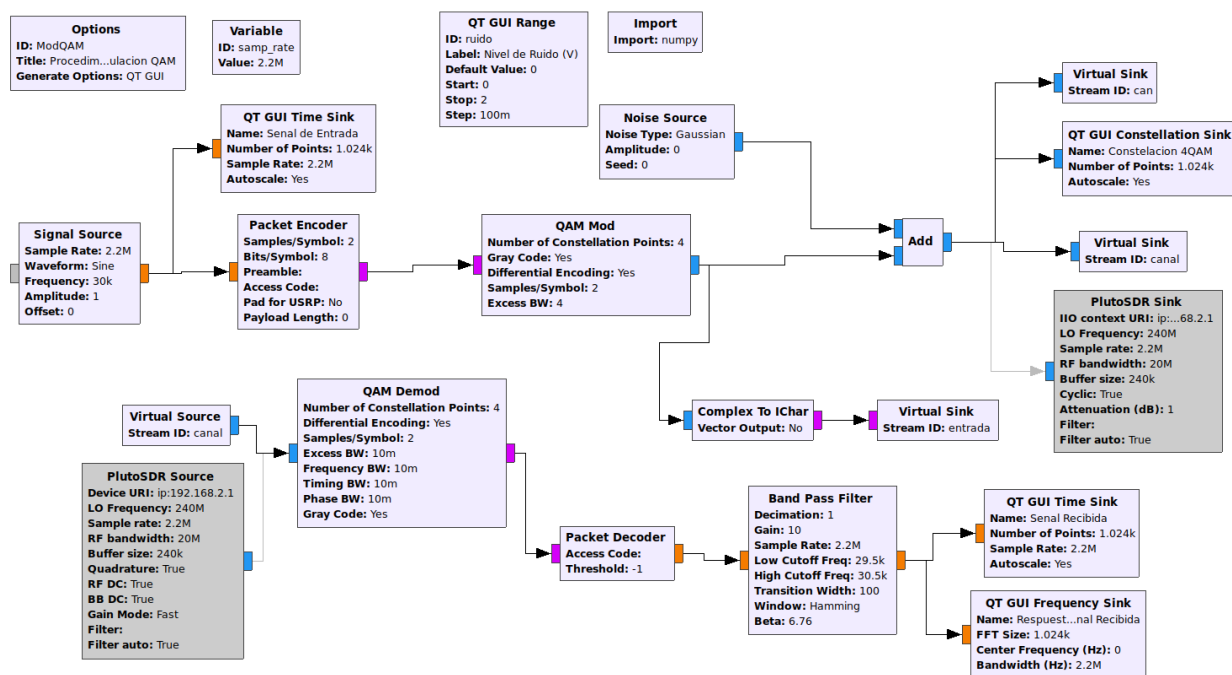 Options
ID: ModQAM
Title: Procedim...ulacion QAM
Generate Options: QT GUI
Variable
ID: samp_rate
Value: 2.2M
QT GUI Range
ID: ruido
Label: Nivel de Ruido (V)
Default Value: 0
Start: 0
Stop: 2
Step: 100m
Import
Import: numpy
QT GUI Time Sink
Name: Senal de Entrada
Number of Points: 1.024k
Sample Rate: 2.2M
Autoscale: Yes
Noise Source
Noise Type: Gaussian
Amplitude: 0
Seed: 0
Virtual Sink
Stream ID: can
QT GUI Constellation Sink
Name: Constelacion 4QAM
Number of Points: 1.024k
Autoscale: Yes
Signal Source
Sample Rate: 2.2M
Waveform: Sine
Frequency: 30k
Amplitude: 1
Offset: 0
Packet Encoder
Samples/Symbol: 2
Bits/Symbol: 8
Preamble:
Access Code:
Pad for USRP: No
Payload Length: 0
QAM Mod
Number of Constellation Points: 4
Gray Code: Yes
Differential Encoding: Yes
Samples/Symbol: 2
Excess BW: 4
Add
Virtual Sink
Stream ID: canal
PlutoSDR Sink
IIO context URI: ip:...68.2.1
LO Frequency: 240M
Sample rate: 2.2M
RF bandwidth: 20M
Buffer size: 240k
Cyclic: True
Attenuation (dB): 1
Filter:
Filter auto: True
Virtual Source
Stream ID: canal
QAM Demod
Number of Constellation Points: 4
Differential Encoding: Yes
Samples/Symbol: 2
Excess BW: 10m
Frequency BW: 10m
Timing BW: 10m
Phase BW: 10m
Gray Code: Yes
Complex To IChar
Vector Output: No
Virtual Sink
Stream ID: entrada
PlutoSDR Source
Device URI: ip:192.168.2.1
LO Frequency: 240M
Sample rate: 2.2M
RF bandwidth: 20M
Buffer size: 240k
Quadrature: True
RF DC: True
BB DC: True
Gain Mode: Fast
Filter:
Filter auto: True
Packet Decoder
Access Code:
Threshold: -1
Band Pass Filter
Decimation: 1
Gain: 10
Sample Rate: 2.2M
Low Cutoff Freq: 29.5k
High Cutoff Freq: 30.5k
Transition Width: 100
Window: Hamming
Beta: 6.76
QT GUI Time Sink
Name: Senal Recibida
Number of Points: 1.024k
Sample Rate: 2.2M
Autoscale: Yes
QT GUI Frequency Sink
Name: Respuest...nal Recibida
FFT Size: 1.024k
Center Frequency (Hz): 0
Bandwidth (Hz): 2.2M